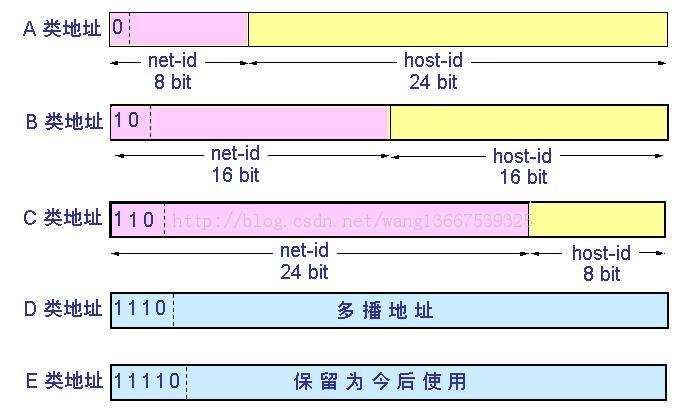 A 类地址 0
net-id host-id
8 bit 24 bit
B 类地址 10
net-id host-id
16 bit 16 bit
C 类地址 110 http://blog.csdn.net/wang13667539325
net-id host-id
24 bit 8 bit
D 类地址 1110 多播地址
E 类地址 11110 保留为今后使用